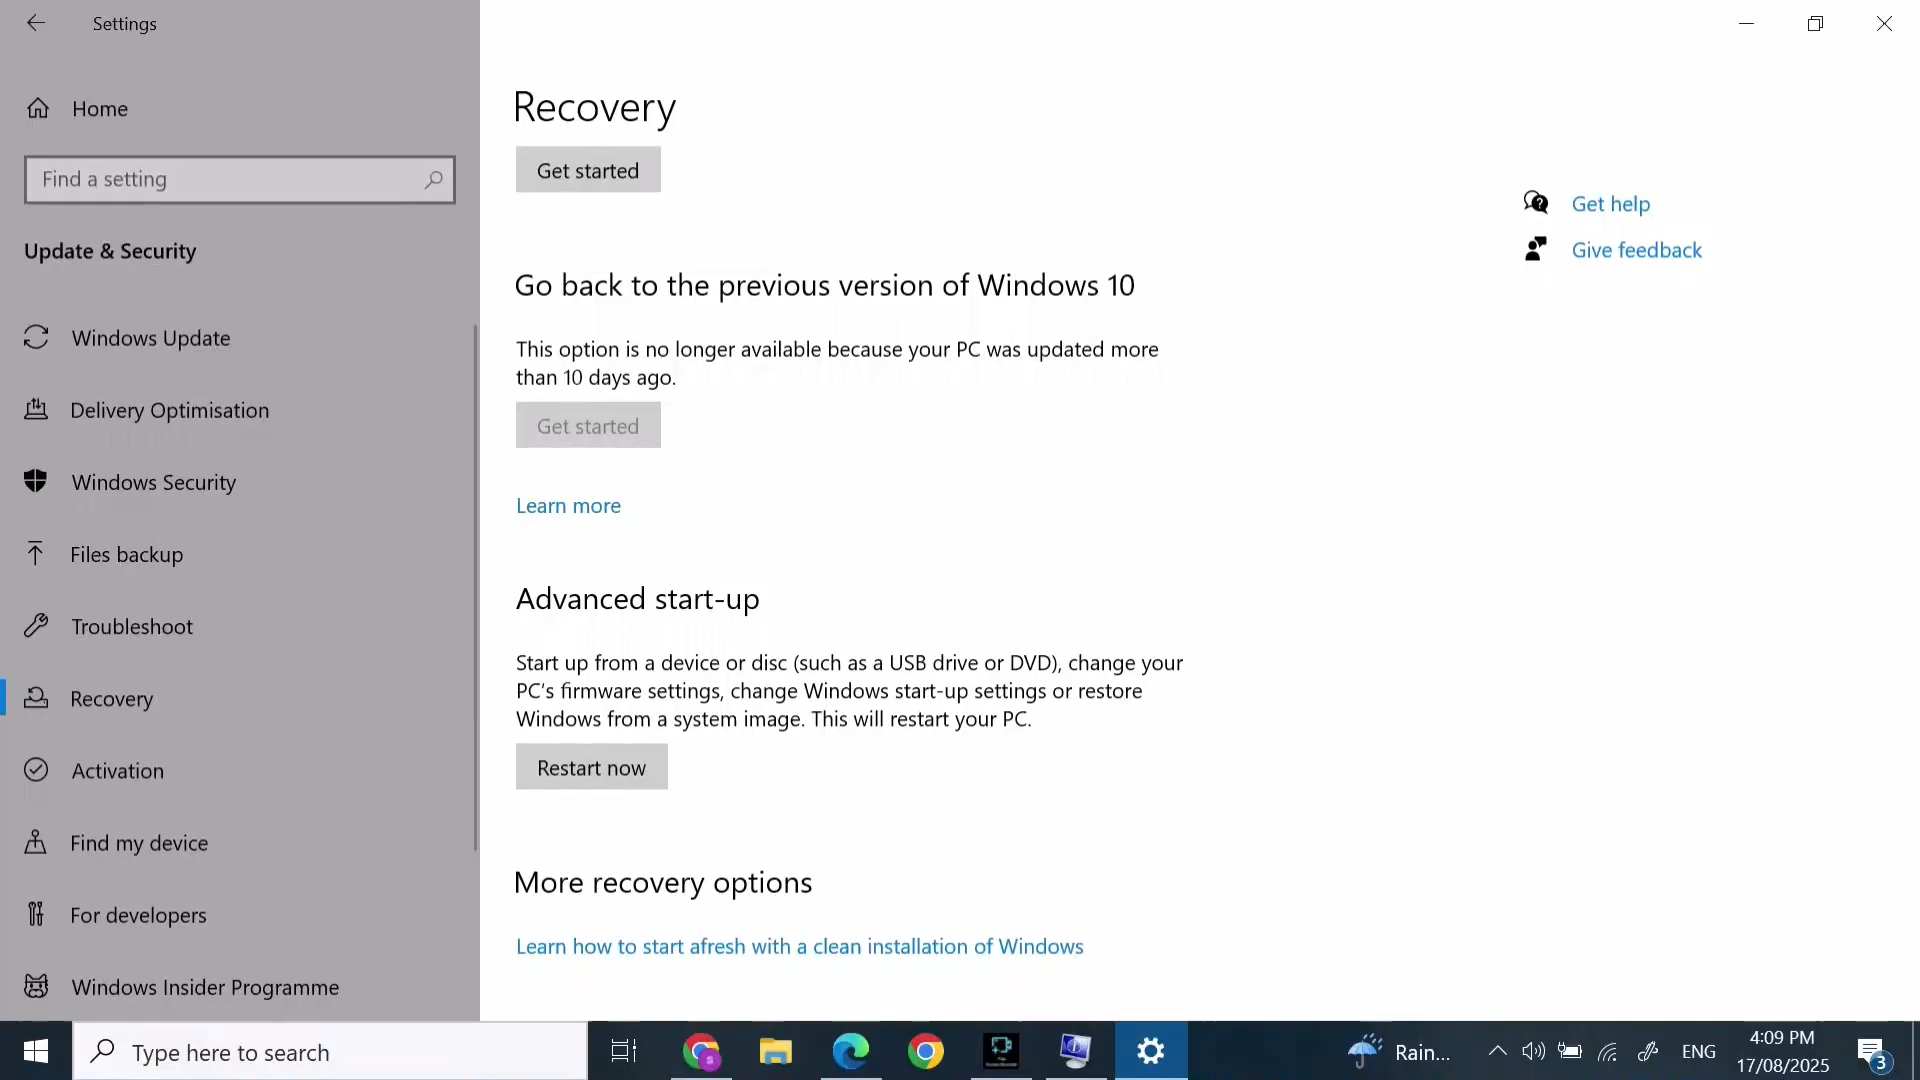 Settings
Home
Find a setting
Update & Security
Windows Update
Delivery Optimisation
Windows Security
Files backup
Troubleshoot
Recovery
Activation
Find my device
For developers
Windows Insider Programme
Recovery
Get started
Go back to the previous version of Windows 10
This option is no longer available because your PC was updated more
than 10 days ago.
Get started
Learn more
Advanced start-up
Start up from a device or disc (such as a USB drive or DVD), change your
PC's firmware settings, change Windows start-up settings or restore
Windows from a system image. This will restart your PC.
Restart now
More recovery options
Learn how to start afresh with a clean installation of Windows
Get help
Give feedback
Type here to search
Rain...
ENG
4:09 PM
17/08/2025
3